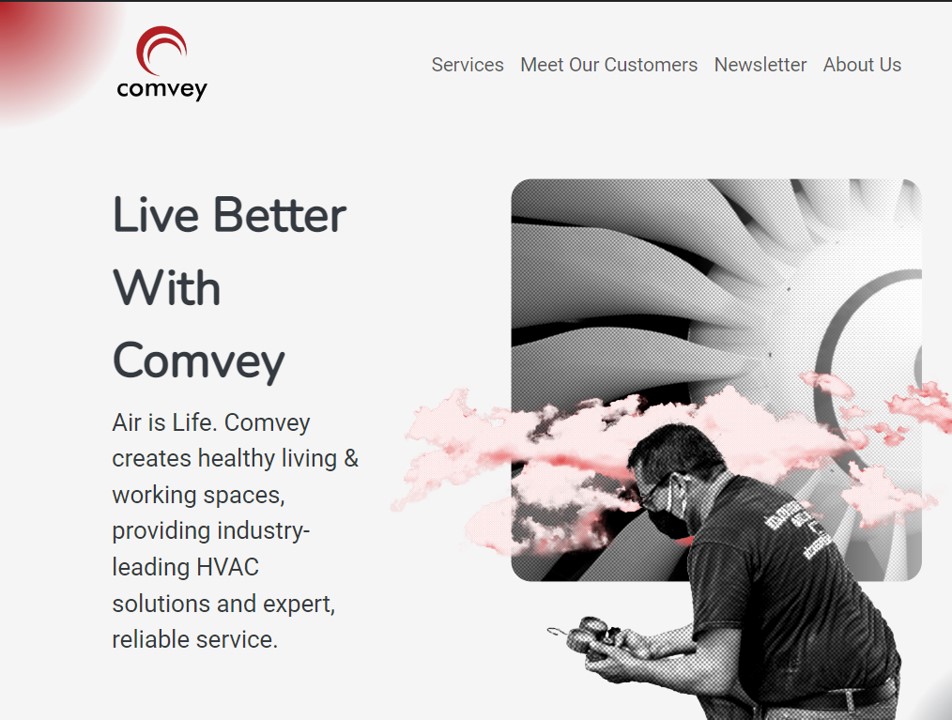 comvey
Services Meet Our Customers Newsletter About Us
Live Better
With
Comvey
Air is Life. Comvey
creates healthy living &
working spaces,
providing industry-
leading HVAC
solutions and expert,
reliable service.